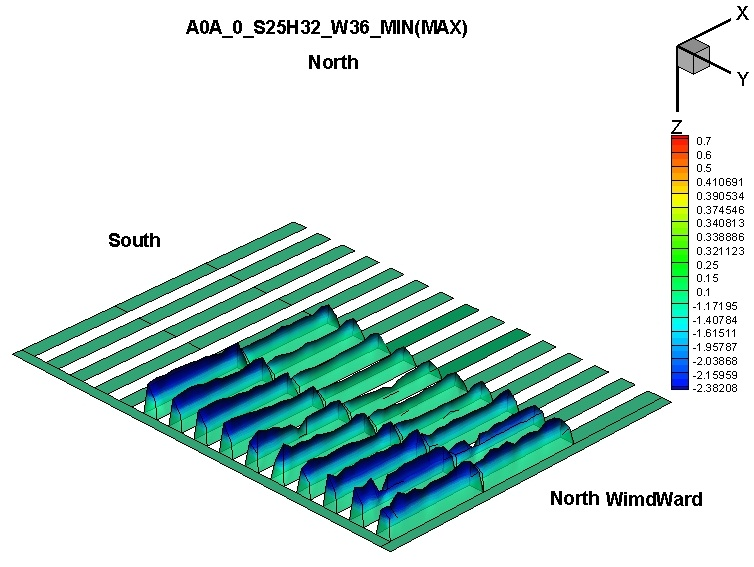 A0A_0_S25H32_W36_MIN(MAX)
North
X
Y
Z
0.7
0.6
0.5
0.410691
0.390534
0.374546
0.340813
0.338886
0.321123
0.25
0.15
0.1
-1.17195
-1.40784
-1.61511
-1.95787
-2.03868
-2.15959
-2.38208
South
North WimdWard